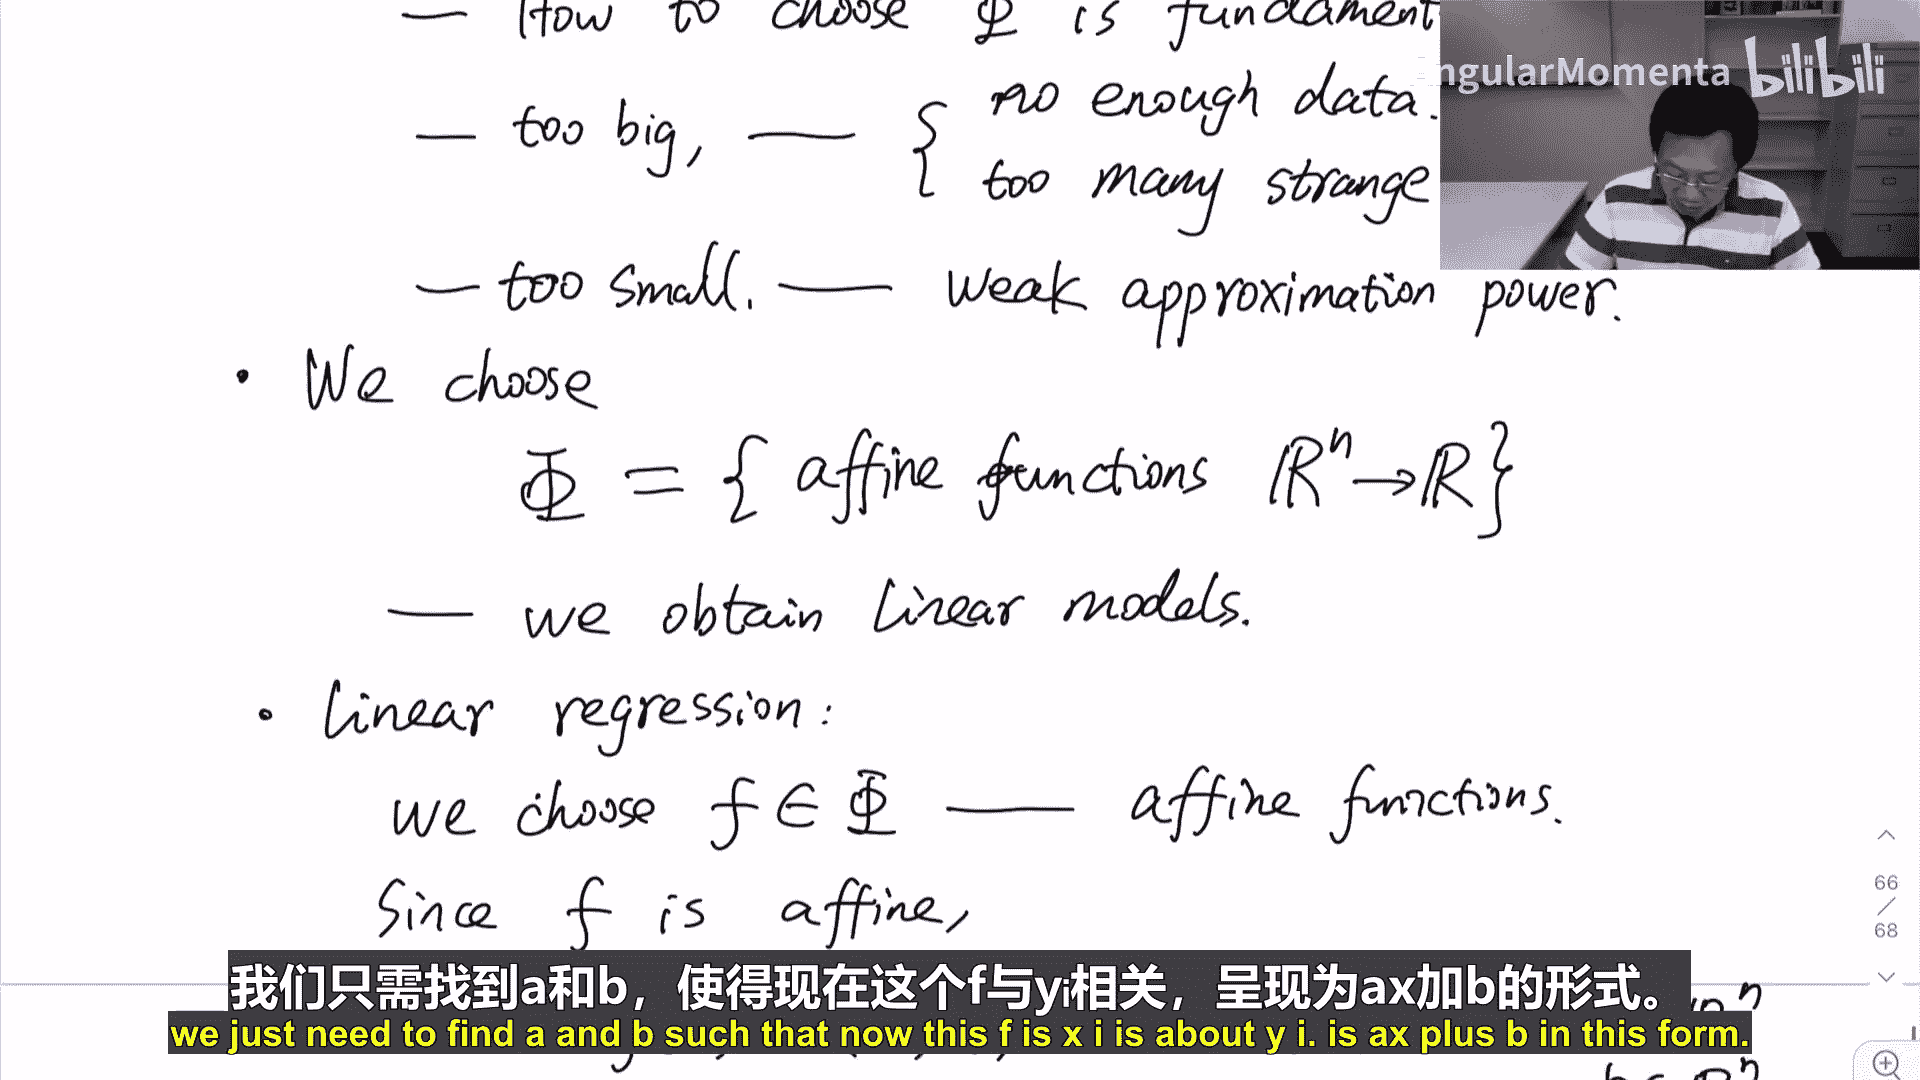 — How to choose Φ is fundament
ngularMomenta bilibili
— too big, — { no enough data.
too many strange
— too small. — weak approximation power.
• We choose
Φ = { affine functions ℝⁿ → ℝ }
— we obtain linear models.
• linear regression:
we choose f ∈ Φ — affine functions.
Since f is affine,
66
/
68
我们只需找到a和b，使得现在这个f与yi相关，呈现为ax加b的形式。
we just need to find a and b such that now this f is x i is about y i. is ax plus b in this form.